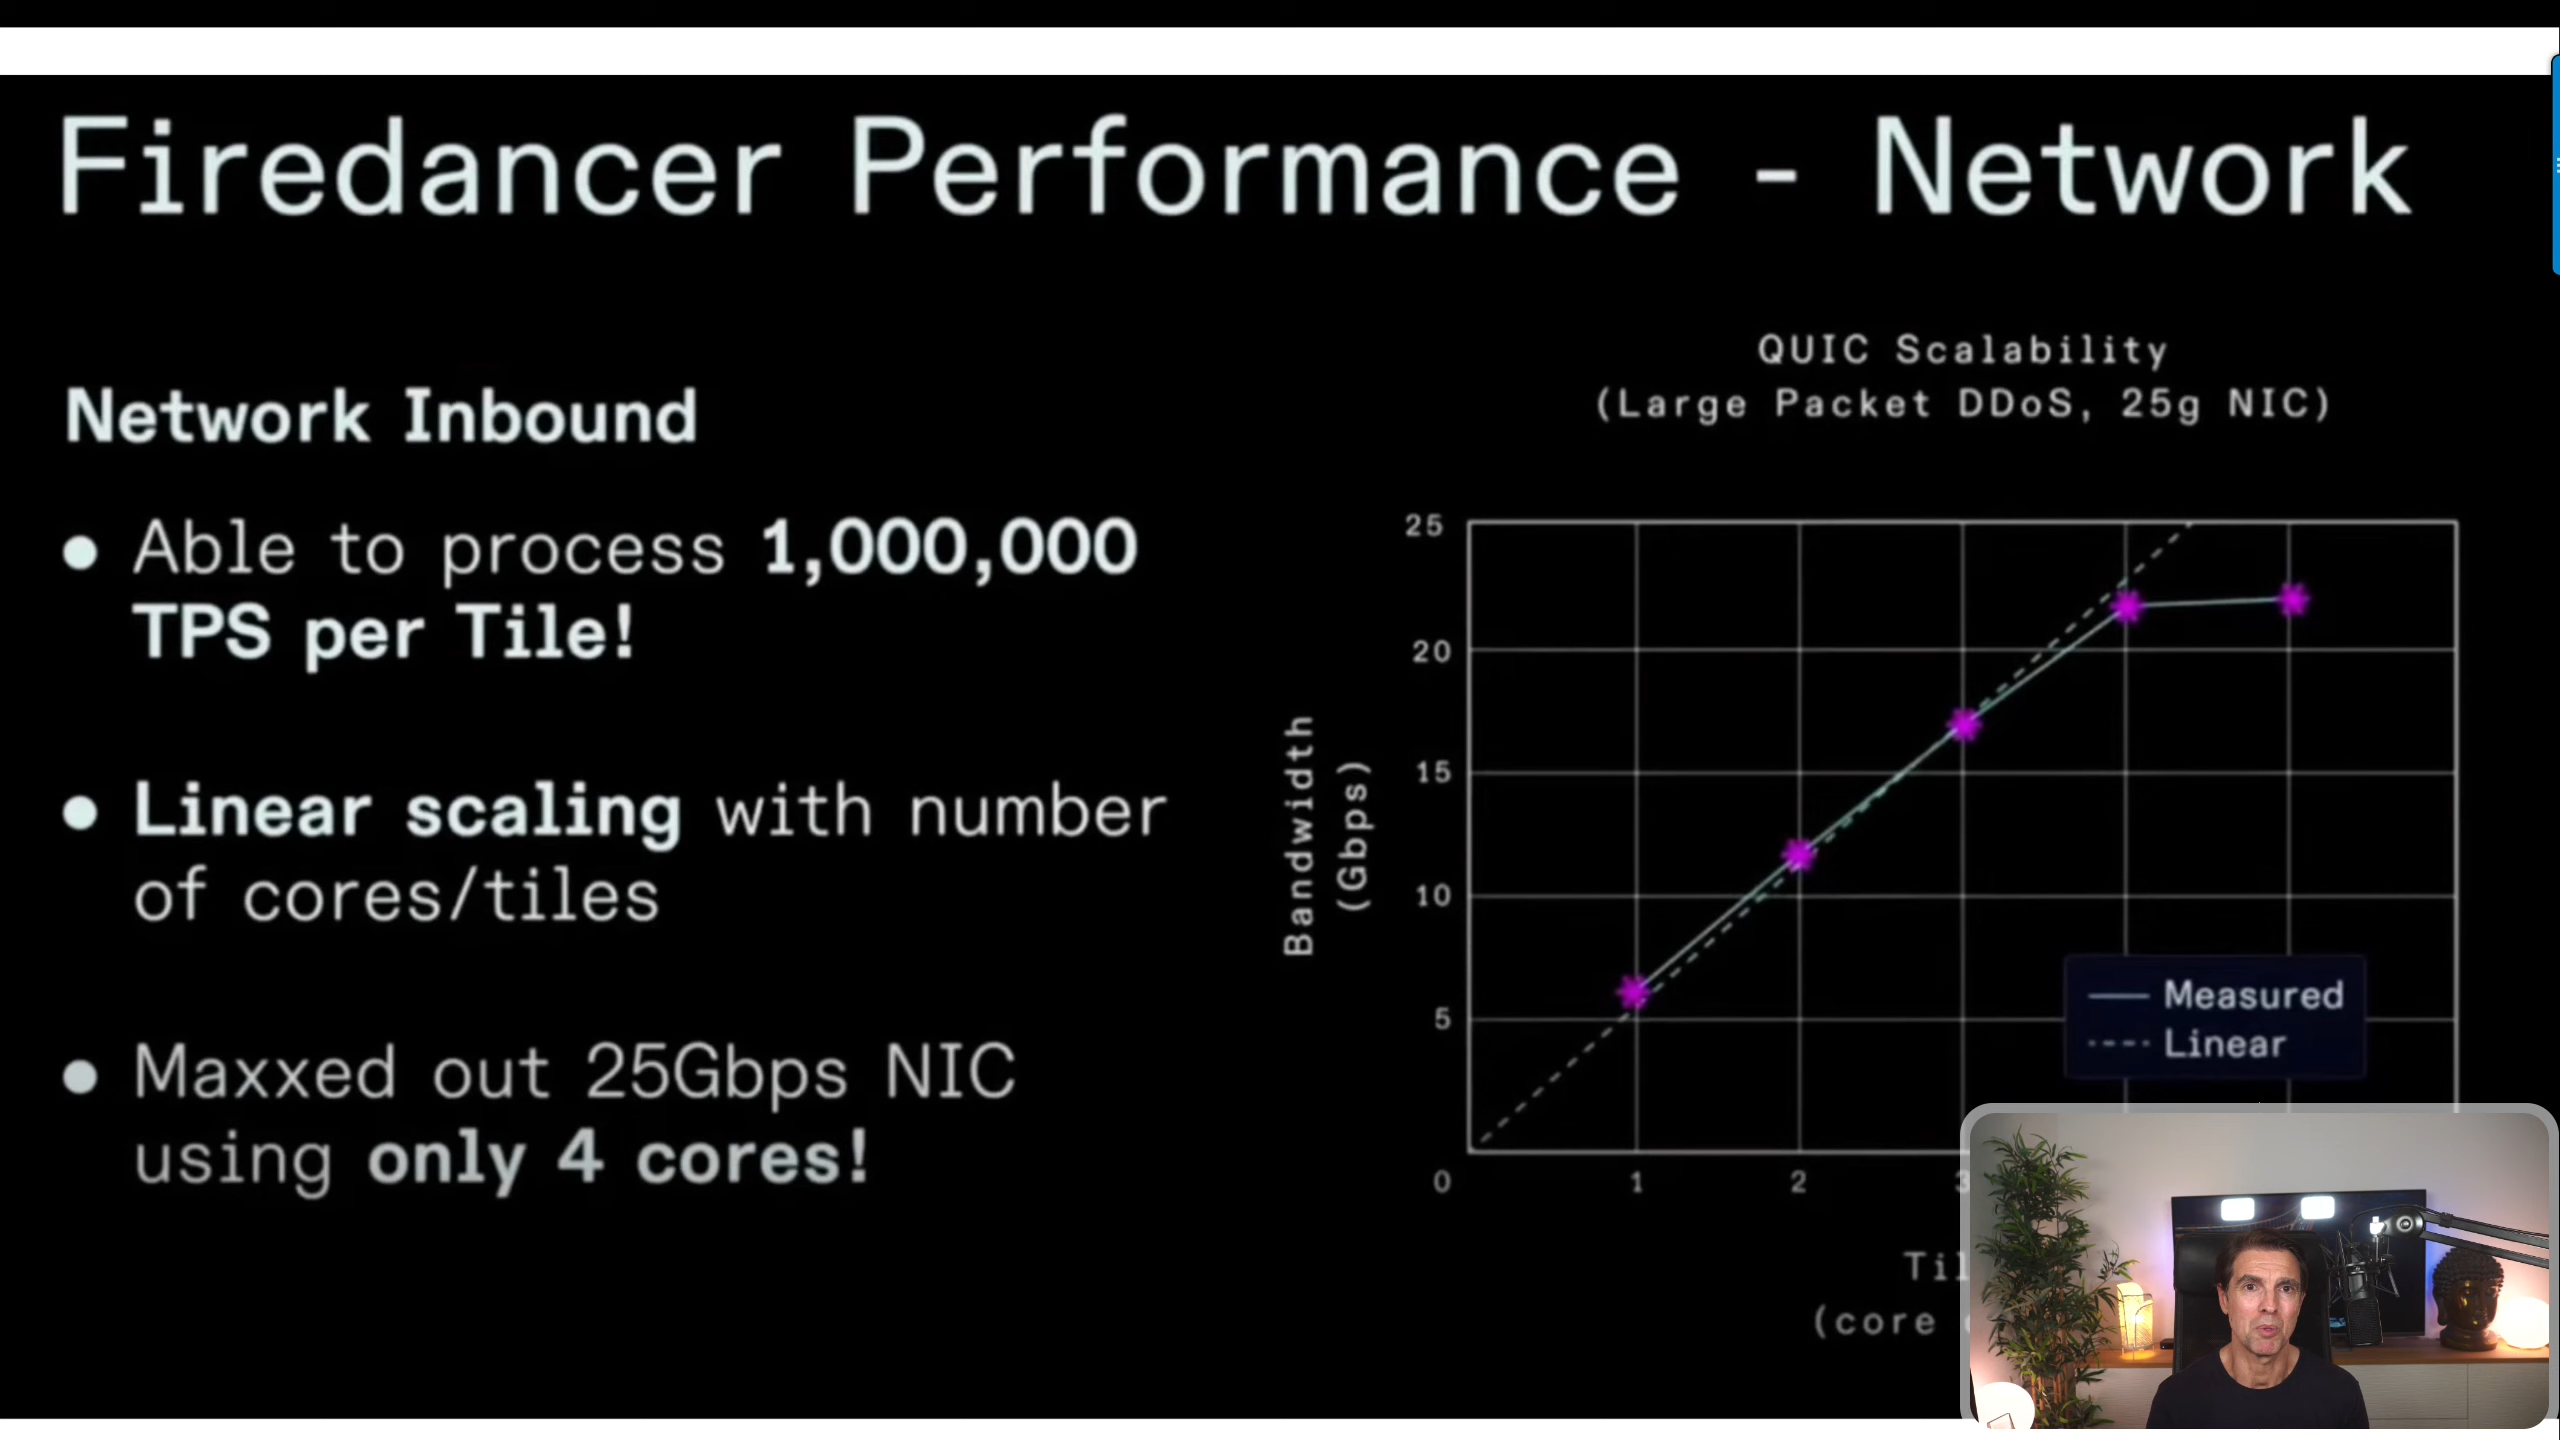 Firedancer Performance - Network
Network Inbound
• Able to process 1,000,000
TPS per Tile!
• Linear scaling with number
of cores/tiles
• Maxxed out 25Gbps NIC
using only 4 cores!
QUIC Scalability
(Large Packet DDoS, 25g NIC)
Bandwidth
(Gbps)
25
20
15
10
5
0 1 2 3
Measured
Linear
(core